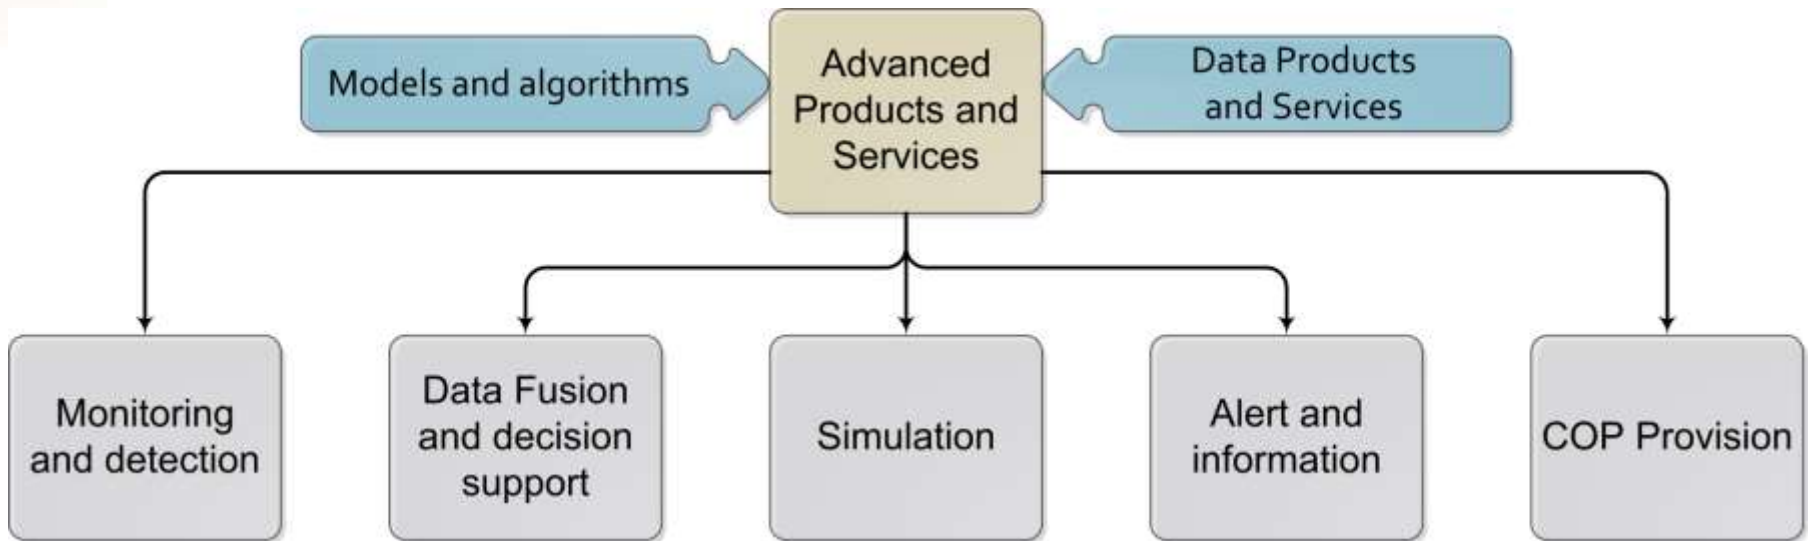 Models and algorithms
Advanced
Products and
Services
Data Products
and Services
Monitoring
and detection
Data Fusion
and decision
support
Simulation
Alert and
information
COP Provision